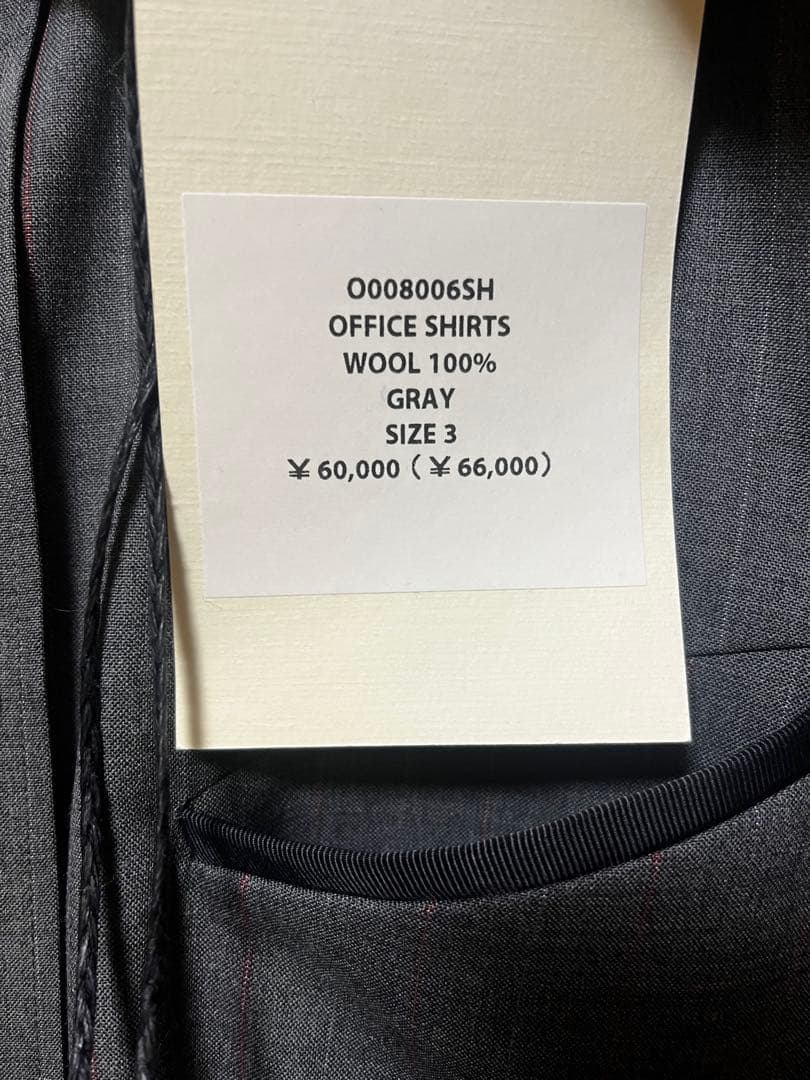 O008006SH
OFFICE SHIRTS
WOOL 100%
GRAY
SIZE 3
¥ 60,000（¥ 66,000）